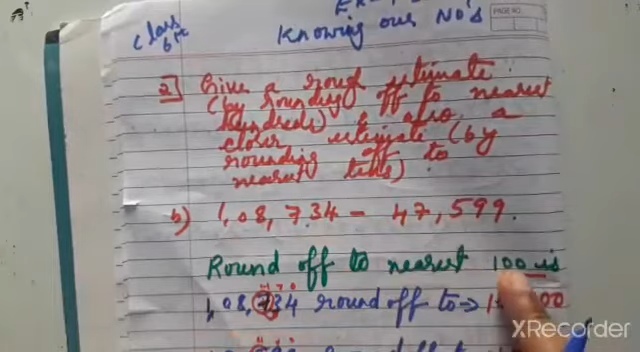 Class
6th
Knowing our NO's
PAGE NO.
2) Give a rough estimate
(by rounding off to nearest
hundreds) & also a
closer estimate (by
rounding off to
nearest tens)
b) 1,08,734 - 47,599.
Round off to nearest 100 is
H T O
1,08,734 round off to →
H T O
XRecorder